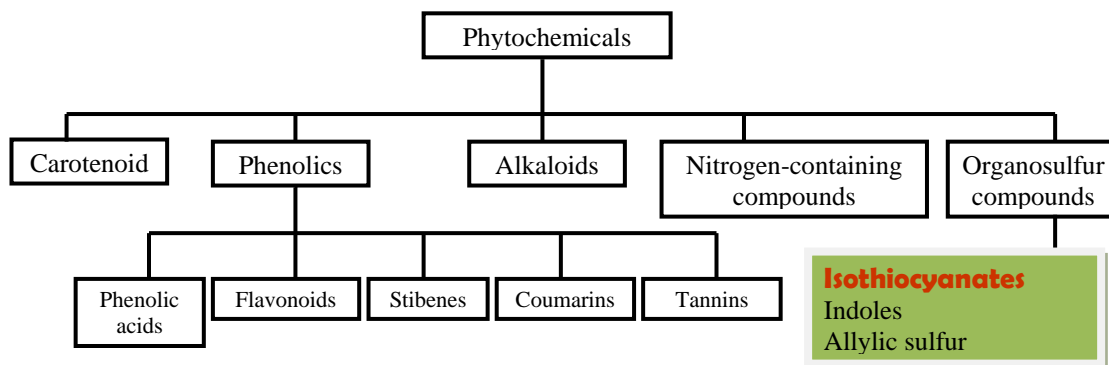 Phytochemicals
Carotenoid
Phenolics
Alkaloids
Nitrogen-containing
compounds
Organosulfur
compounds
Phenolic
acids
Flavonoids
Stibenes
Coumarins
Tannins
Isothiocyanates
Indoles
Allylic sulfur